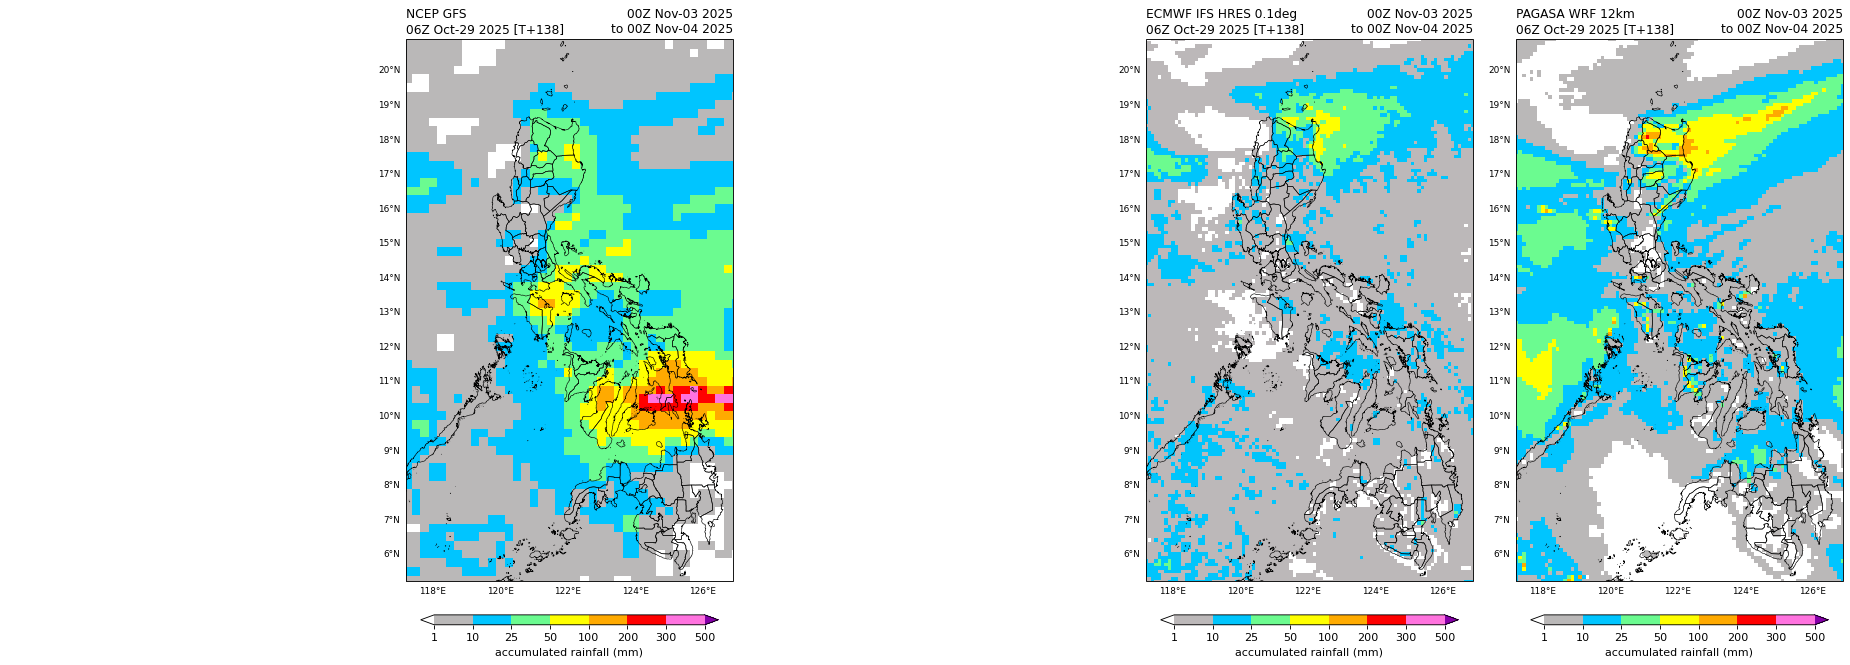 NCEP GFS
00Z Nov-03 2025
06Z Oct-29 2025 [T+138]
to 00Z Nov-04 2025
20°N
19°N
18°N
17°N
16°N
15°N
14°N
13°N
12°N
11°N
10°N
9°N
8°N
7°N
6°N
118°E 120°E 122°E 124°E 126°E
1 10 25 50 100 200 300 500
accumulated rainfall (mm)
ECMWF IFS HRES 0.1deg
00Z Nov-03 2025
06Z Oct-29 2025 [T+138]
to 00Z Nov-04 2025
20°N
19°N
18°N
17°N
16°N
15°N
14°N
13°N
12°N
11°N
10°N
9°N
8°N
7°N
6°N
118°E 120°E 122°E 124°E 126°E
1 10 25 50 100 200 300 500
accumulated rainfall (mm)
PAGASA WRF 12km
00Z Nov-03 2025
06Z Oct-29 2025 [T+138]
to 00Z Nov-04 2025
20°N
19°N
18°N
17°N
16°N
15°N
14°N
13°N
12°N
11°N
10°N
9°N
8°N
7°N
6°N
118°E 120°E 122°E 124°E 126°E
1 10 25 50 100 200 300 500
accumulated rainfall (mm)